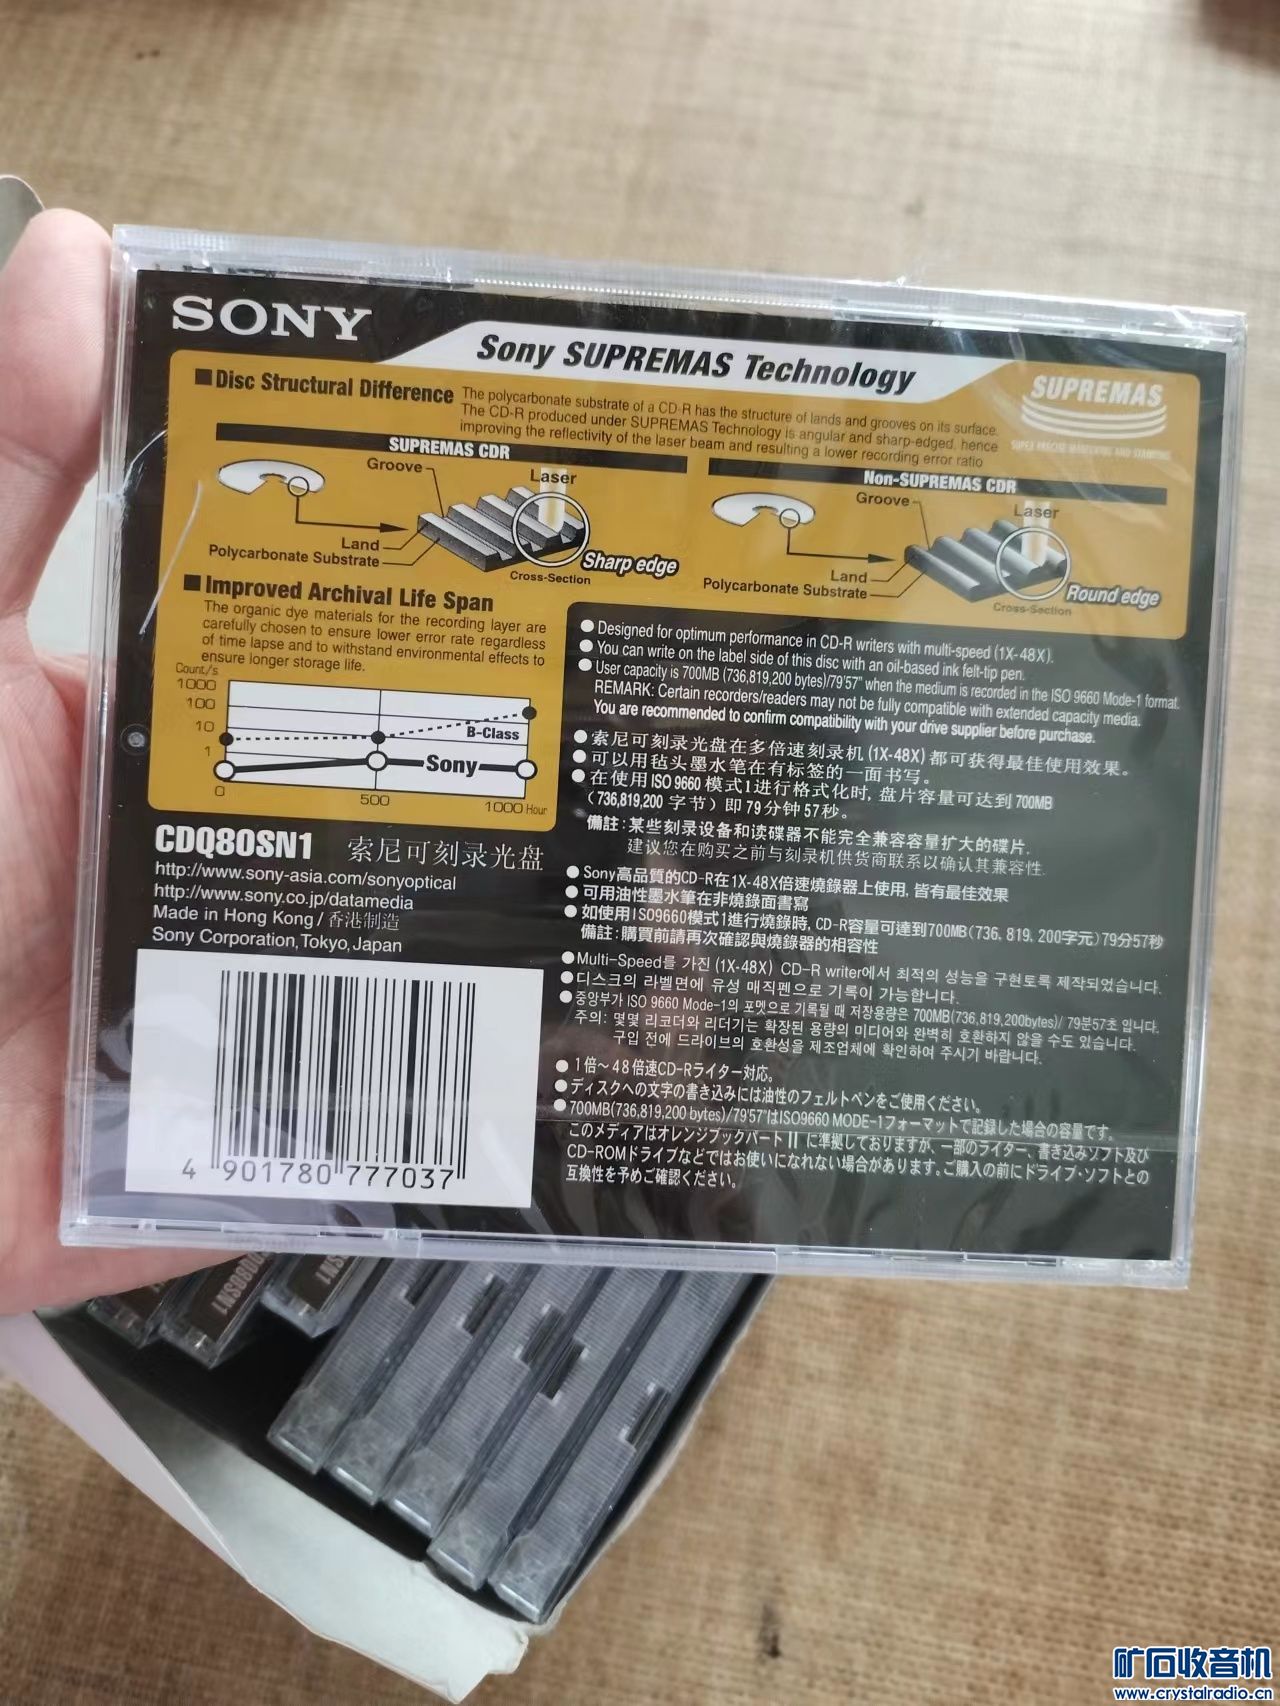 SONY
Sony SUPREMAS Technology
SUPREMAS
■Disc Structural Difference
The polycarbonate substrate of a CD-R has the structure of lands and grooves on its surface.
The CD-R produced under SUPREMAS Technology is angular and sharp-edged, hence
improving the reflectivity of the laser beam and resulting a lower recording error ratio
SUPREMAS CDR
Groove
Laser
Land
Polycarbonate Substrate
Sharp edge
Cross-Section
Non-SUPREMAS CDR
Groove
Laser
Land
Polycarbonate Substrate
Round edge
Cross-Section
■Improved Archival Life Span
The organic dye materials for the recording layer are
carefully chosen to ensure lower error rate regardless
of time lapse and to withstand environmental effects to
ensure longer storage life.
Count/s
1000
100
10
1
B-Class
Sony
0
500
1000 Hour
CDQ80SN1 索尼可刻录光盘
http://www.sony-asia.com/sonyoptical
http://www.sony.co.jp/datamedia
Made in Hong Kong/香港制造
Sony Corporation,Tokyo,Japan
4 901780 777037
●Designed for optimum performance in CD-R writers with multi-speed (1X-48X).
●You can write on the label side of this disc with an oil-based ink felt-tip pen.
●User capacity is 700MB (736,819,200 bytes)/79'57" when the medium is recorded in the ISO 9660 Mode-1 format.
REMARK: Certain recorders/readers may not be fully compatible with extended capacity media.
You are recommended to confirm compatibility with your drive supplier before purchase.
●索尼可刻录光盘在多倍速刻录机(1X-48X)都可获得最佳使用效果。
●可以用毡头墨水笔在有标签的一面书写。
●在使用ISO 9660 模式1进行格式化时,盘片容量可达到700MB
(736,819,200 字节)即79分钟57秒。
備註:某些刻录设备和读碟器不能完全兼容容量扩大的碟片.
建议您在购买之前与刻录机供货商联系以确认其兼容性.
●Sony高品質的CD-R在1X-48X倍速燒錄器上使用,皆有最佳效果
●可用油性墨水筆在非燒錄面書寫
●如使用ISO9660模式1進行燒錄時, CD-R容量可達到700MB(736, 819, 200字元)79分57秒
備註:購買前請再次確認與燒錄器的相容性
●Multi-Speed를 가진 (1X-48X) CD-R writer에서 최적의 성능을 구현토록 제작되었습니다.
●디스크의 라벨면에 유성 매직펜으로 기록이 가능합니다.
●중앙부가 ISO 9660 Mode-1의 포멧으로 기록될 때 저장용량은 700MB(736,819,200bytes)/ 79분57초 입니다.
주의: 몇몇 리코더와 리더기는 확장된 용량의 미디어와 완벽히 호환하지 않을 수도 있습니다.
구입 전에 드라이브의 호환성을 제조업체에 확인하여 주시기 바랍니다.
●1倍～48倍速CD-Rライター対応。
●ディスクへの文字の書き込みには油性のフェルトペンをご使用ください。
●700MB(736,819,200 bytes)/79'57"はISO9660 MODE-1フォーマットで記録した場合の容量です。
このメディアはオレンジブックパートⅡに準拠しておりますが、一部のライター、書き込みソフト及び
CD-ROMドライブなどではお使いになれない場合があります。ご購入の前にドライブ・ソフトとの
互換性を予めご確認ください。
CDQ80SN1
矿石收音机
www.crystalradio.cn